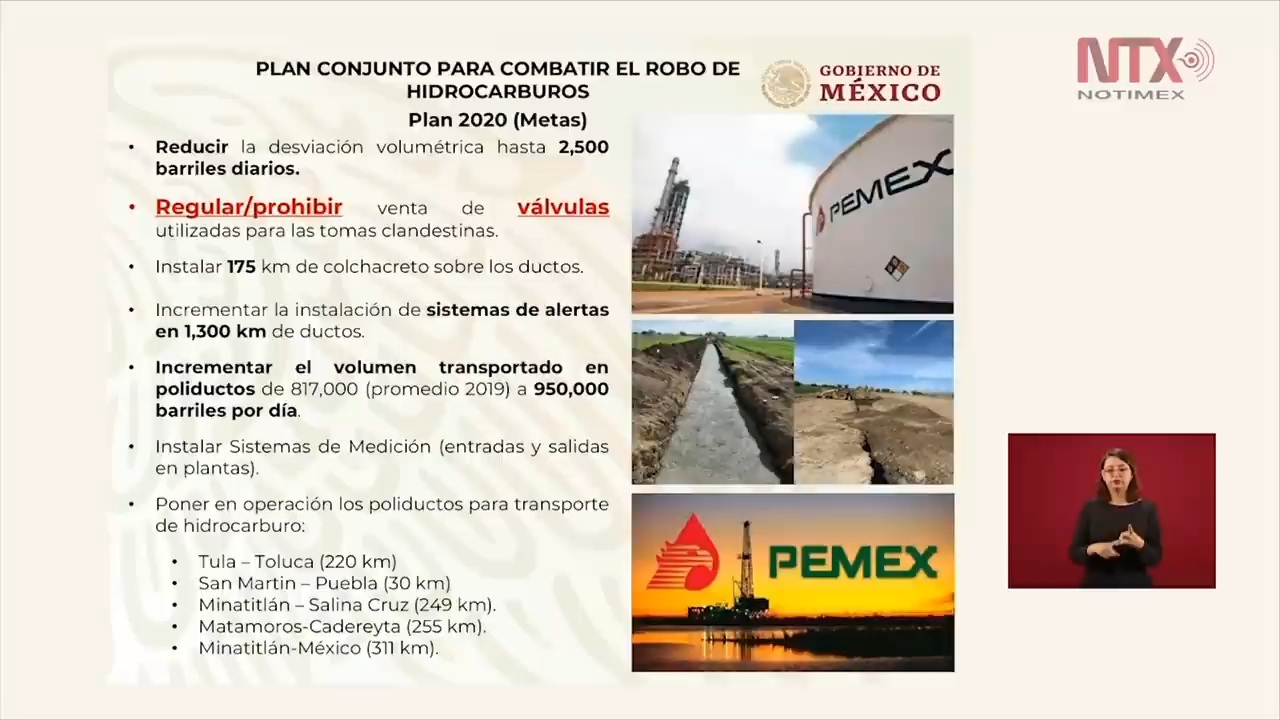 PLAN CONJUNTO PARA COMBATIR EL ROBO DE
HIDROCARBUROS
Plan 2020 (Metas)
GOBIERNO DE
MÉXICO
NTX
NOTIMEX
• Reducir la desviación volumétrica hasta 2,500
barriles diarios.
• Regular/prohibir venta de válvulas
utilizadas para las tomas clandestinas.
• Instalar 175 km de colchacreto sobre los ductos.
• Incrementar la instalación de sistemas de alertas
en 1,300 km de ductos.
• Incrementar el volumen transportado en
poliductos de 817,000 (promedio 2019) a 950,000
barriles por día.
• Instalar Sistemas de Medición (entradas y salidas
en plantas).
• Poner en operación los poliductos para transporte
de hidrocarburo:
• Tula – Toluca (220 km)
• San Martin – Puebla (30 km)
• Minatitlán – Salina Cruz (249 km).
• Matamoros-Cadereyta (255 km).
• Minatitlán-México (311 km).
PEMEX
PEMEX